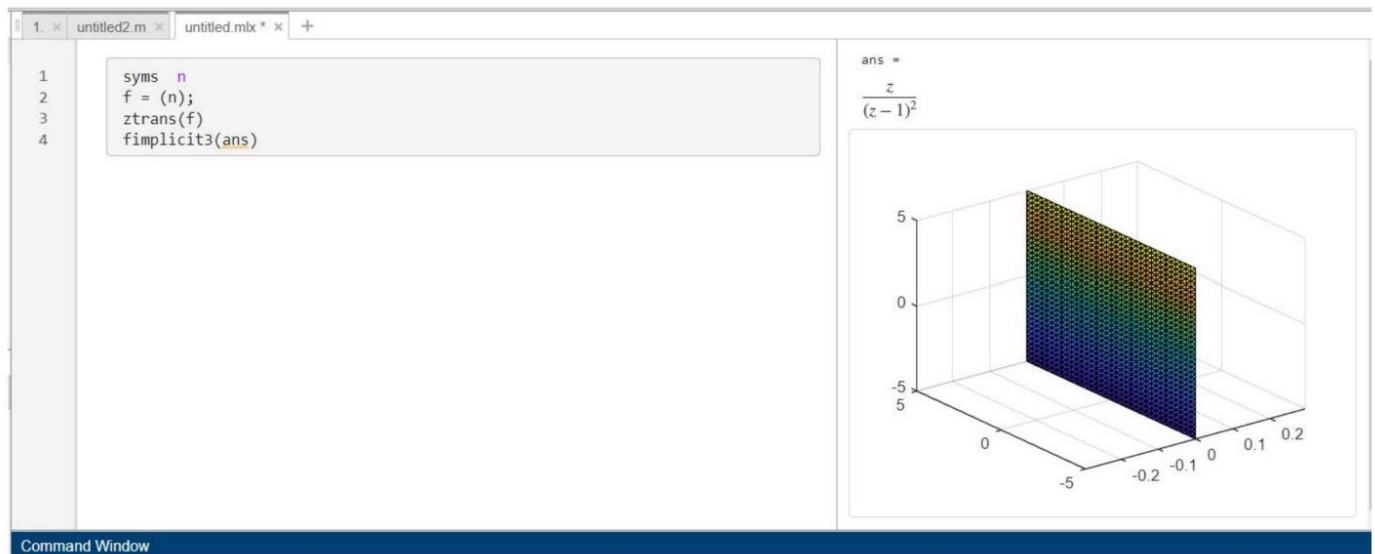 1. × untitled2.m × untitled.mlx * × +
1 syms n
2 f = (n);
3 ztrans(f)
4 fimplicit3(ans)
ans =
z
(z − 1)²
5
0
-5
5
0
-5
-0.2
-0.1
0
0.1
0.2
Command Window